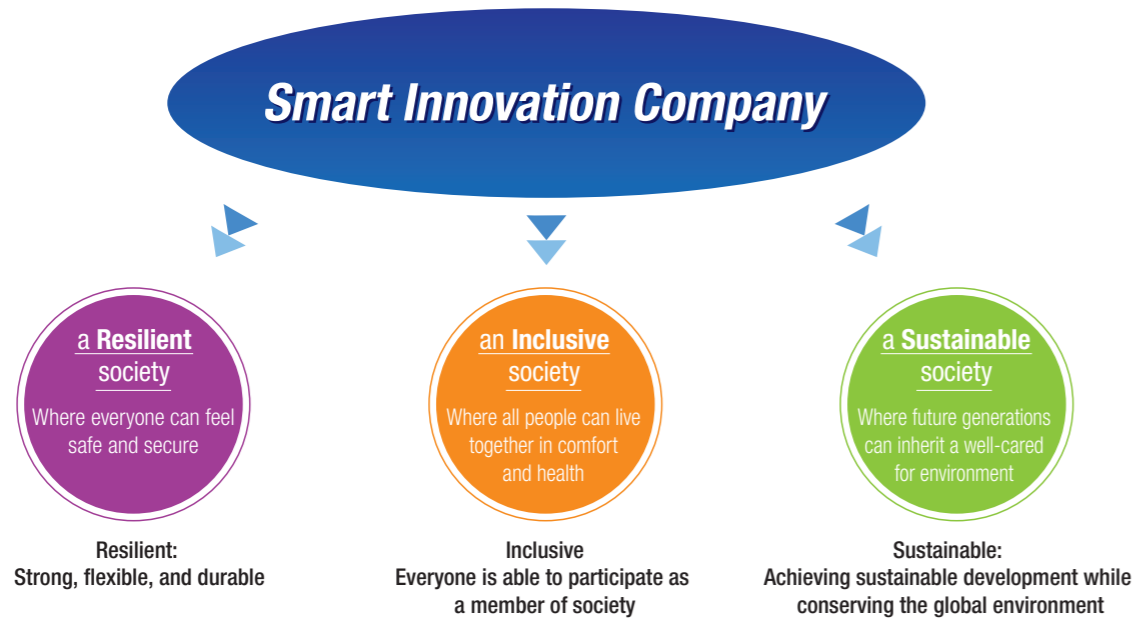 Smart Innovation Company
a Resilient
society
Where everyone can feel
safe and secure
an Inclusive
society
Where all people can live
together in comfort
and health
a Sustainable
society
Where future generations
can inherit a well-cared
for environment
Resilient:
Strong, flexible, and durable
Inclusive
Everyone is able to participate as
a member of society
Sustainable:
Achieving sustainable development while
conserving the global environment